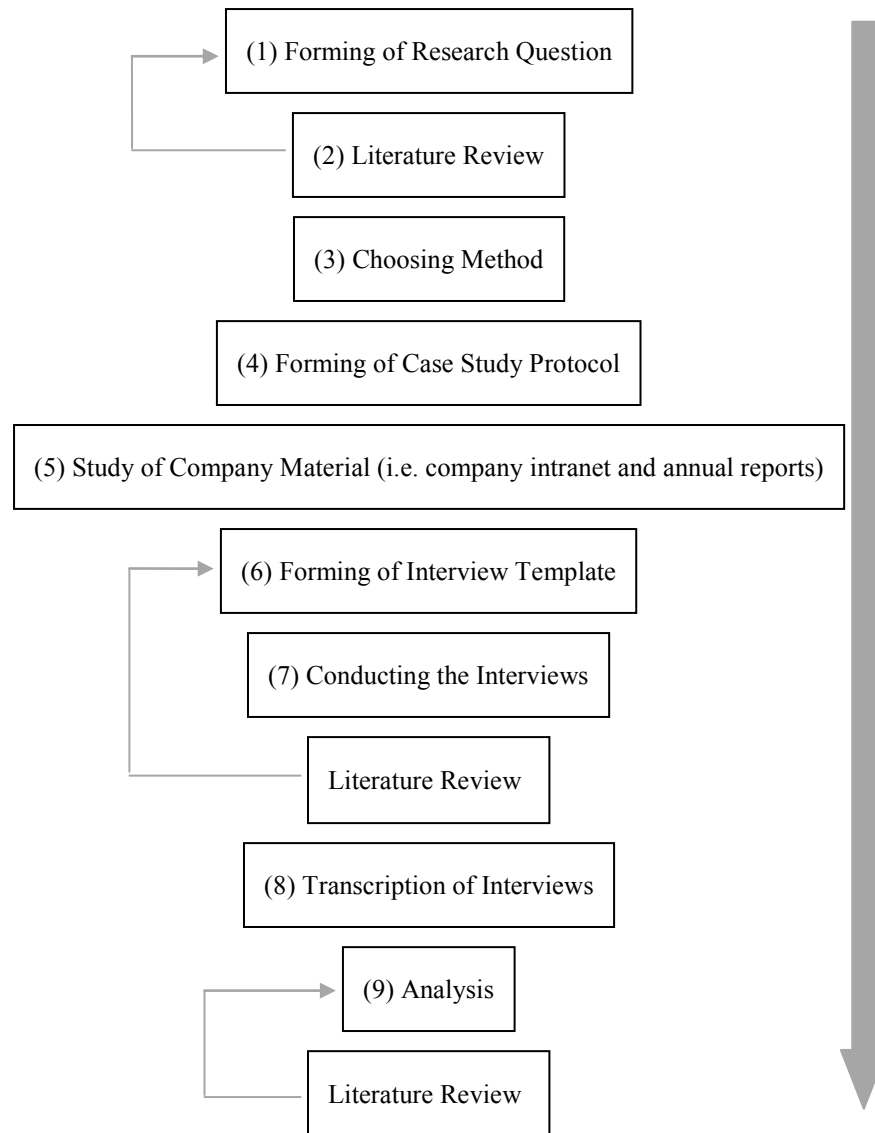 (1) Forming of Research Question
(2) Literature Review
(3) Choosing Method
(4) Forming of Case Study Protocol
(5) Study of Company Material (i.e. company intranet and annual reports)
(6) Forming of Interview Template
(7) Conducting the Interviews
Literature Review
(8) Transcription of Interviews
(9) Analysis
Literature Review